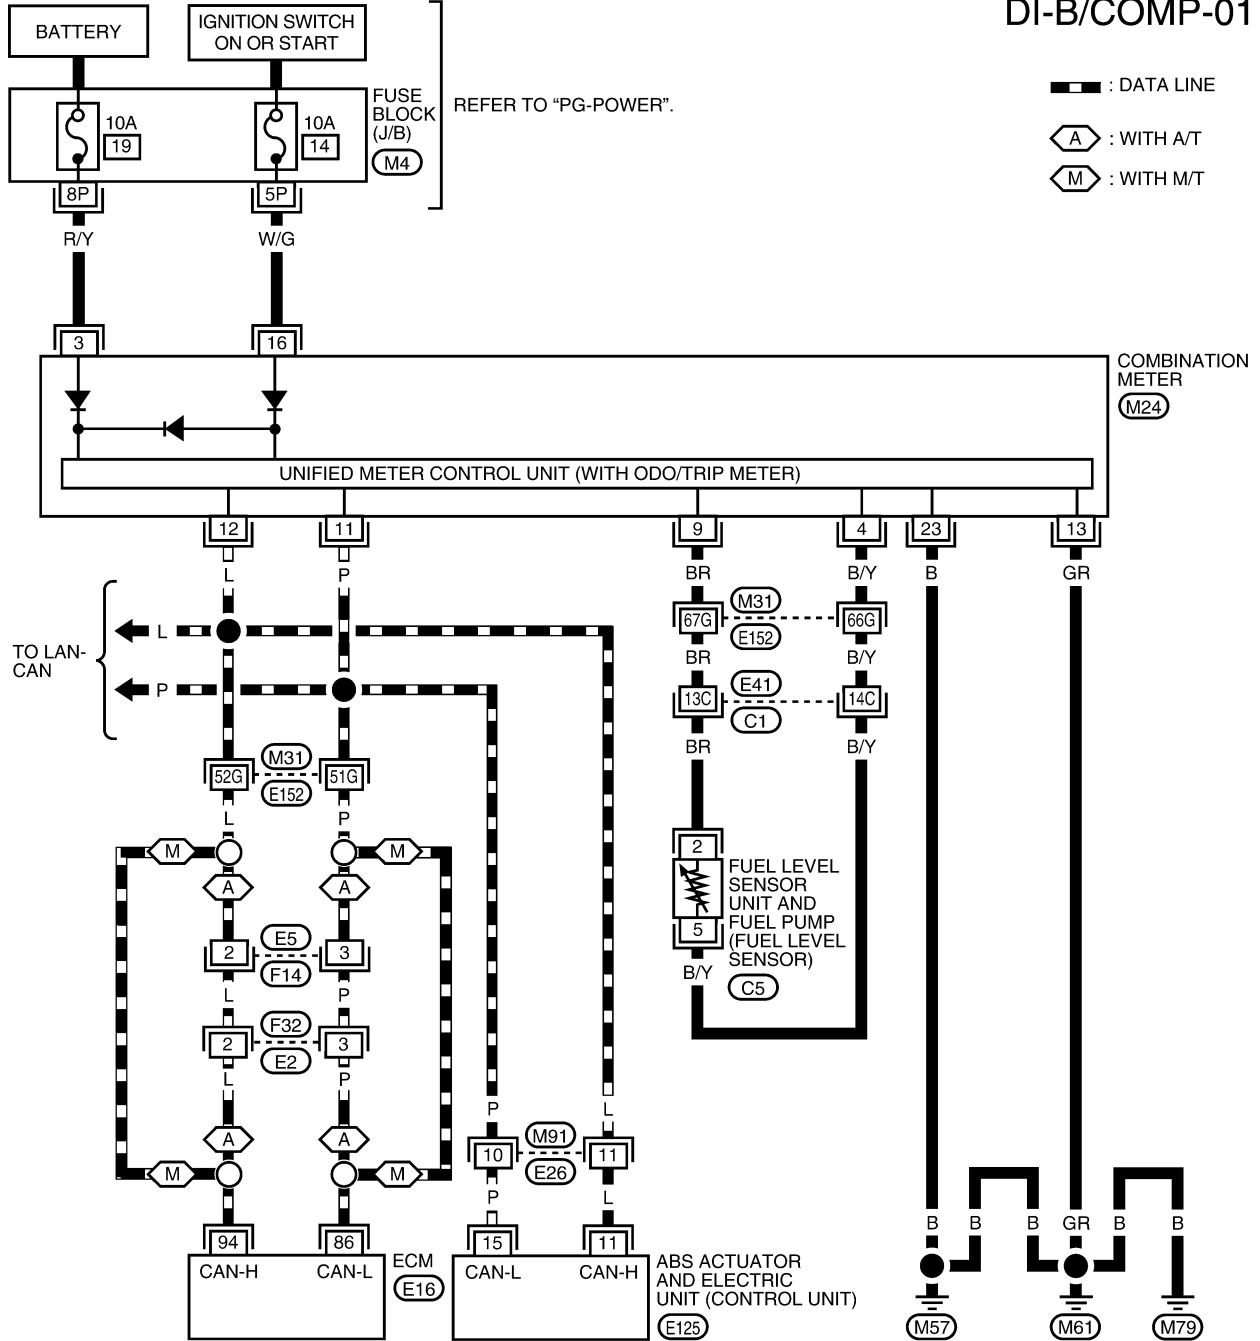 DI-B/COMP-01
BATTERY
IGNITION SWITCH
ON OR START
10A
19
10A
14
FUSE
BLOCK
(J/B)
M4
REFER TO “PG-POWER”.
: DATA LINE
A : WITH A/T
M : WITH M/T
8P
5P
R/Y
W/G
3
16
COMBINATION
METER
M24
UNIFIED METER CONTROL UNIT (WITH ODO/TRIP METER)
12
11
9
4
23
13
L
P
BR
B/Y
B
GR
TO LAN-
CAN
L
P
67G
M31
E152
66G
BR
B/Y
13C
E41
C1
14C
BR
B/Y
52G
M31
E152
51G
L
P
M
M
A
A
2
5
FUEL LEVEL
SENSOR
UNIT AND
FUEL PUMP
(FUEL LEVEL
SENSOR)
C5
B/Y
2
E5
F14
3
L
P
2
F32
E2
3
L
P
A
A
M
M
P
L
10
M91
E26
11
P
L
94
86
15
11
CAN-H
CAN-L
ECM
E16
CAN-L
CAN-H
ABS ACTUATOR
AND ELECTRIC
UNIT (CONTROL UNIT)
E125
B
B
B
GR
B
B
M57
M61
M79